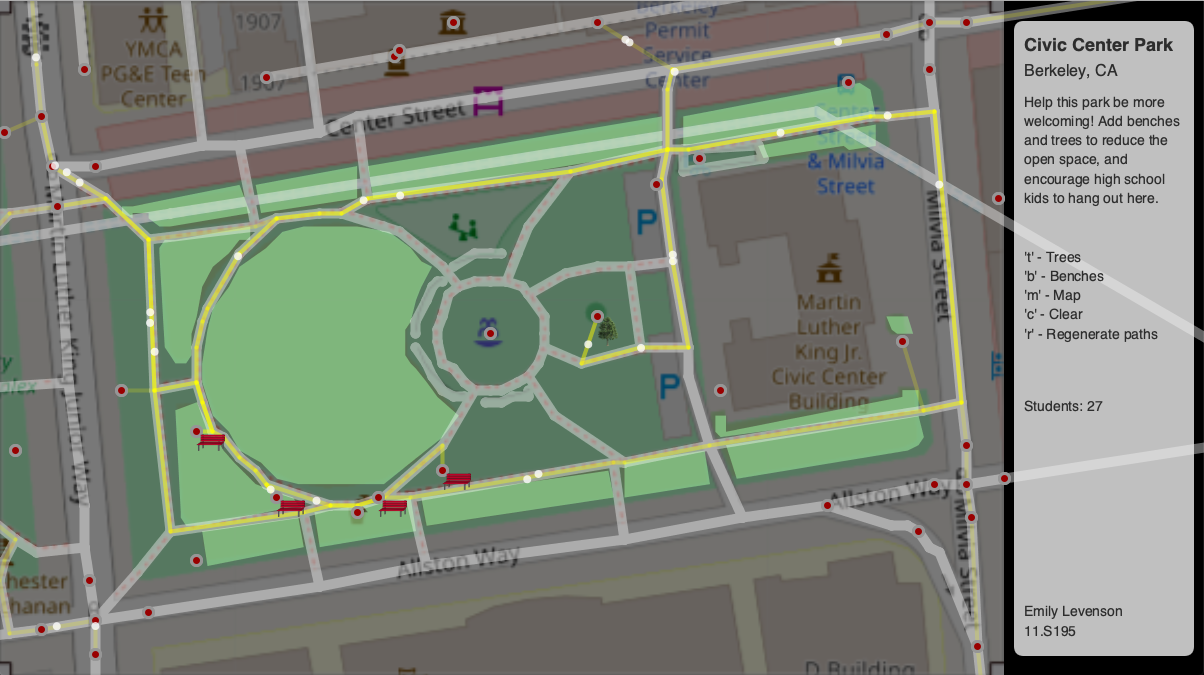 YMCA
PG&E Teen
Center
1907
1907
Berkeley
Permit
Service
Center
Center Street
Center
Street
& Milvia
Street
P
P
Martin
Luther
King Jr.
Civic Center
Building
Martin Luther King Junior Way
Milvia Street
Allston Way
Allston Way
Milvia Street
D Building
Civic Center Park
Berkeley, CA
Help this park be more
welcoming! Add benches
and trees to reduce the
open space, and
encourage high school
kids to hang out here.
't' - Trees
'b' - Benches
'm' - Map
'c' - Clear
'r' - Regenerate paths
Students: 27
Emily Levenson
11.S195